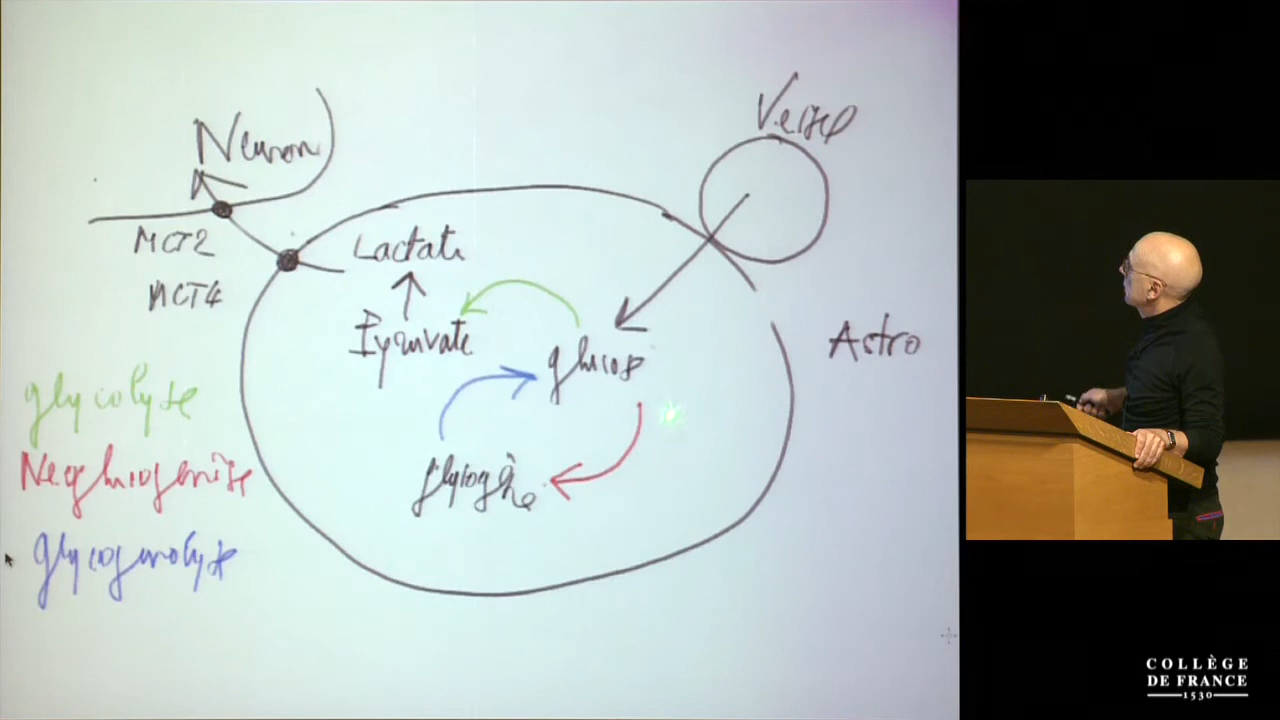 Neuron
Vessel
MCT2
MCT4
Lactate
Pyruvate
glucose
Astro
glycogène
glycolyse
Neoglucogenèse
glycogenolyse
COLLÈGE
DE FRANCE
1530